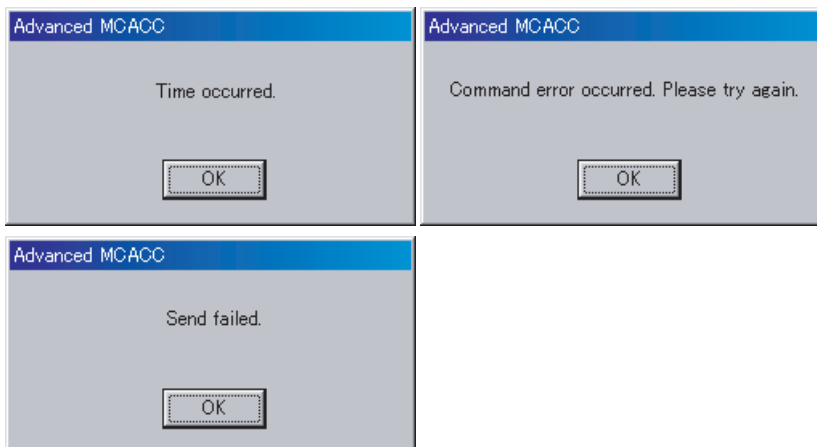 Advanced MCACC
Time occurred.
OK
Advanced MCACC
Command error occurred. Please try again.
OK
Advanced MCACC
Send failed.
OK